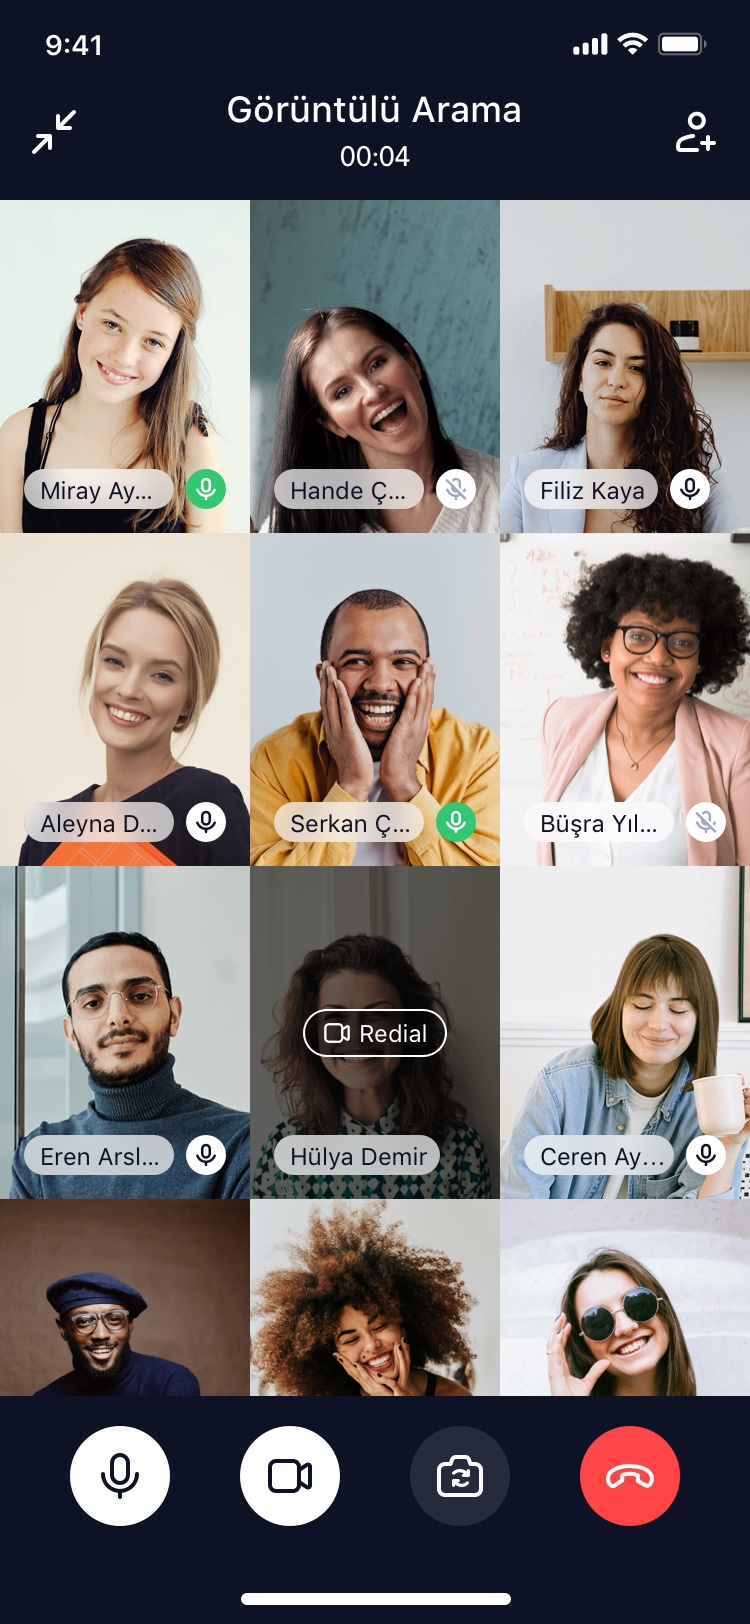 9:41
Görüntülü Arama
00:04
Miray Ay...
Hande Ç...
Filiz Kaya
Aleyna D...
Serkan Ç...
Büşra Yıl...
Redial
Eren Arsl...
Hülya Demir
Ceren Ay...